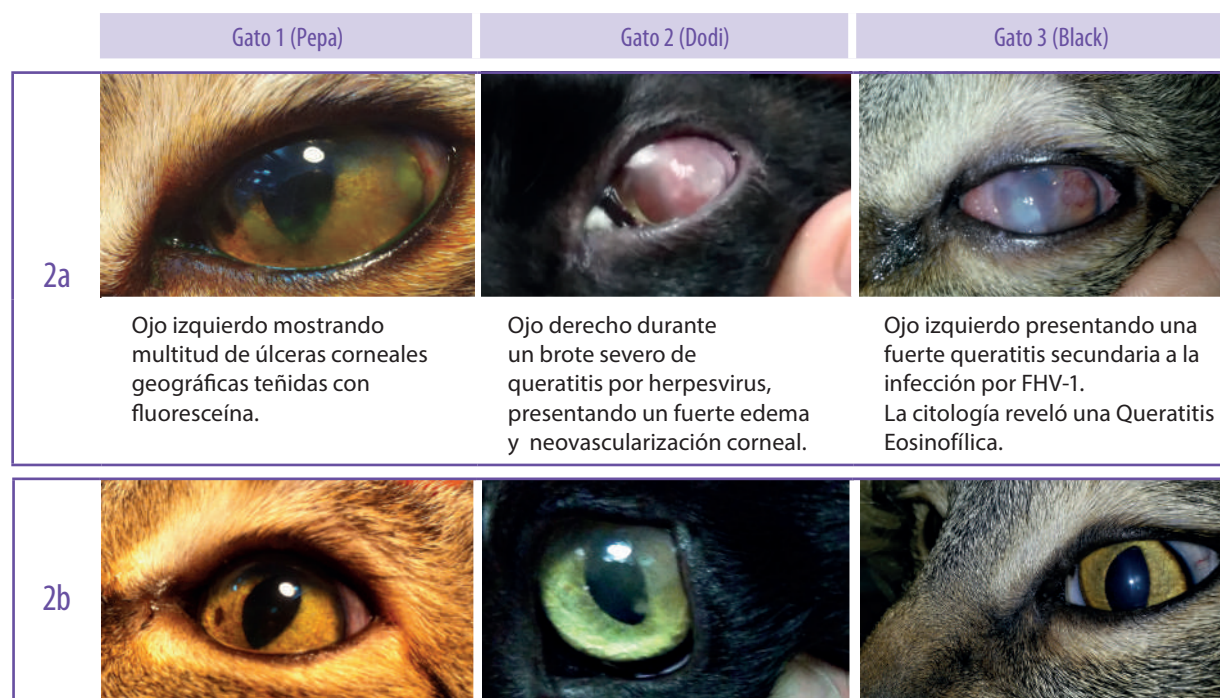 Gato 1 (Pepa)
Gato 2 (Dodi)
Gato 3 (Black)
2a
Ojo izquierdo mostrando
multitud de úlceras corneales
geográficas teñidas con
fluoresceína.
Ojo derecho durante
un brote severo de
queratitis por herpesvirus,
presentando un fuerte edema
y neovascularización corneal.
Ojo izquierdo presentando una
fuerte queratitis secundaria a la
infección por FHV-1.
La citología reveló una Queratitis
Eosinofílica.
2b